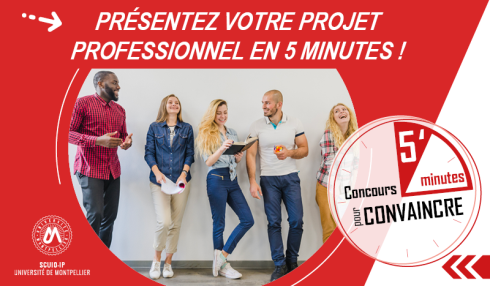 PRÉSENTEZ VOTRE PROJET
PROFESSIONNEL EN 5 MINUTES !
5'
minutes
Concours
pour
CONVAINCRE
SCUIO-IP
UNIVERSITÉ DE MONTPELLIER